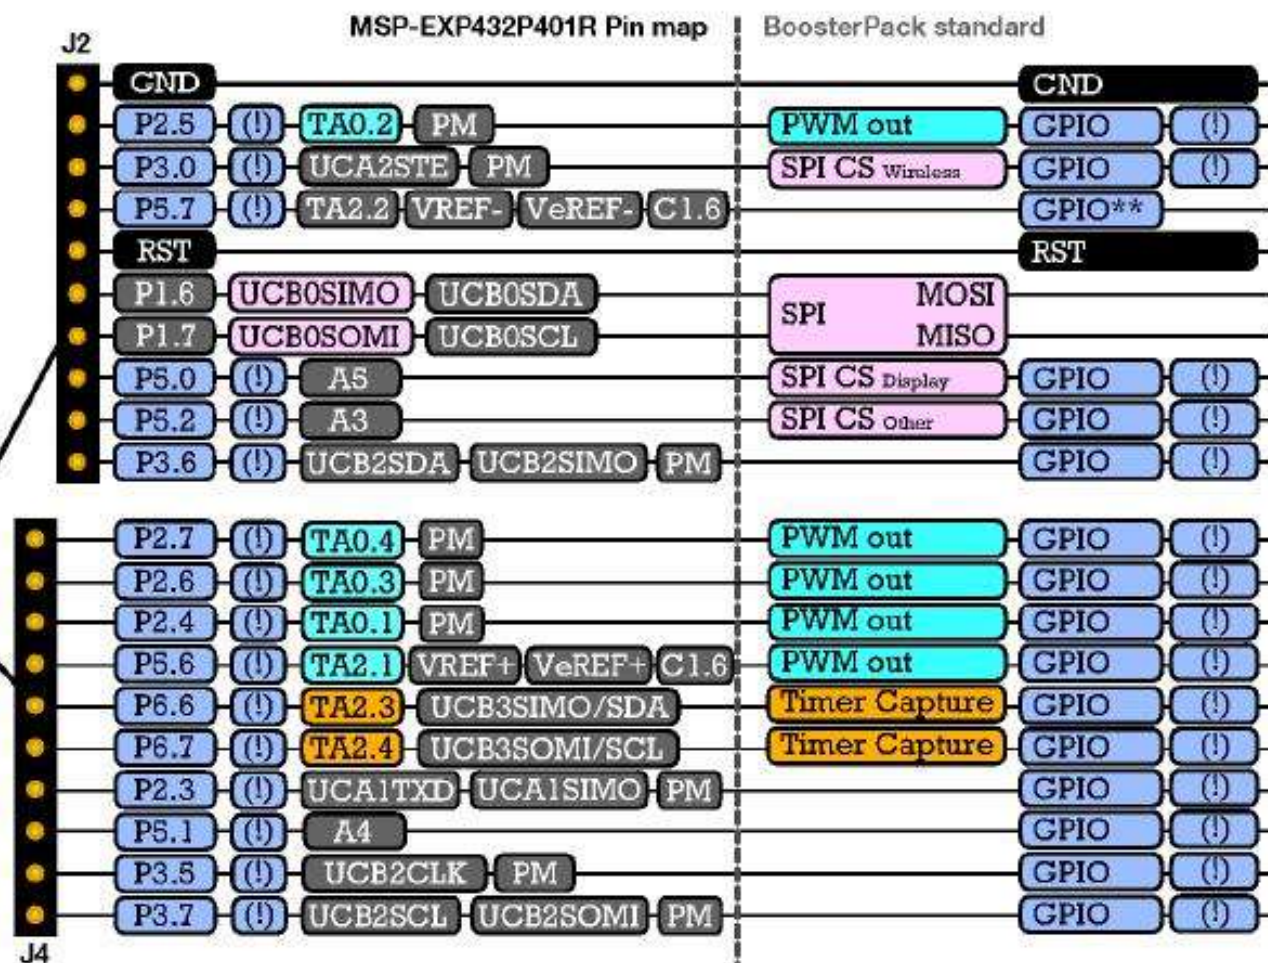 MSP-EXP432P401R Pin map BoosterPack standard
J2
GND GND
P2.5 (!) TA0.2 PM PWM out GPIO (!)
P3.0 (!) UCA2STE PM SPI CS Wireless GPIO (!)
P5.7 (!) TA2.2 VREF- VeREF- C1.6 GPIO**
RST RST
P1.6 UCB0SIMO UCB0SDA SPI MOSI
P1.7 UCB0SOMI UCB0SCL MISO
P5.0 (!) A5 SPI CS Display GPIO (!)
P5.2 (!) A3 SPI CS Other GPIO (!)
P3.6 (!) UCB2SDA UCB2SIMO PM GPIO (!)
P2.7 (!) TA0.4 PM PWM out GPIO (!)
P2.6 (!) TA0.3 PM PWM out GPIO (!)
P2.4 (!) TA0.1 PM PWM out GPIO (!)
P5.6 (!) TA2.1 VREF+ VeREF+ C1.6 PWM out GPIO (!)
P6.6 (!) TA2.3 UCB3SIMO/SDA Timer Capture GPIO (!)
P6.7 (!) TA2.4 UCB3SOMI/SCL Timer Capture GPIO (!)
P2.3 (!) UCA1TXD UCA1SIMO PM GPIO (!)
P5.1 (!) A4 GPIO (!)
P3.5 (!) UCB2CLK PM GPIO (!)
P3.7 (!) UCB2SCL UCB2SOMI PM GPIO (!)
J4